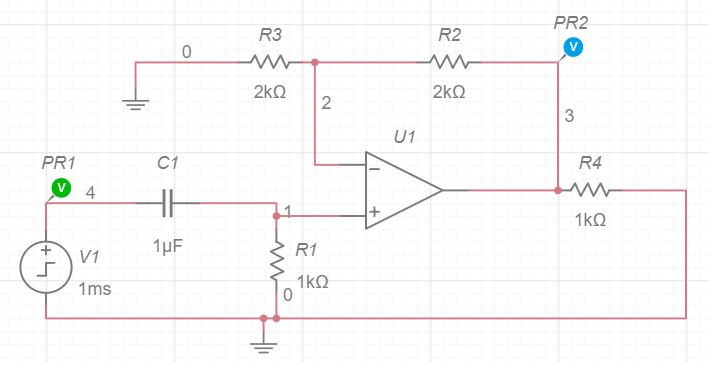 PR2
R3
R2
0
V
2kΩ
2kΩ
2
3
U1
PR1
C1
R4
V
4
1
1µF
1kΩ
R1
V1
1kΩ
1ms
0